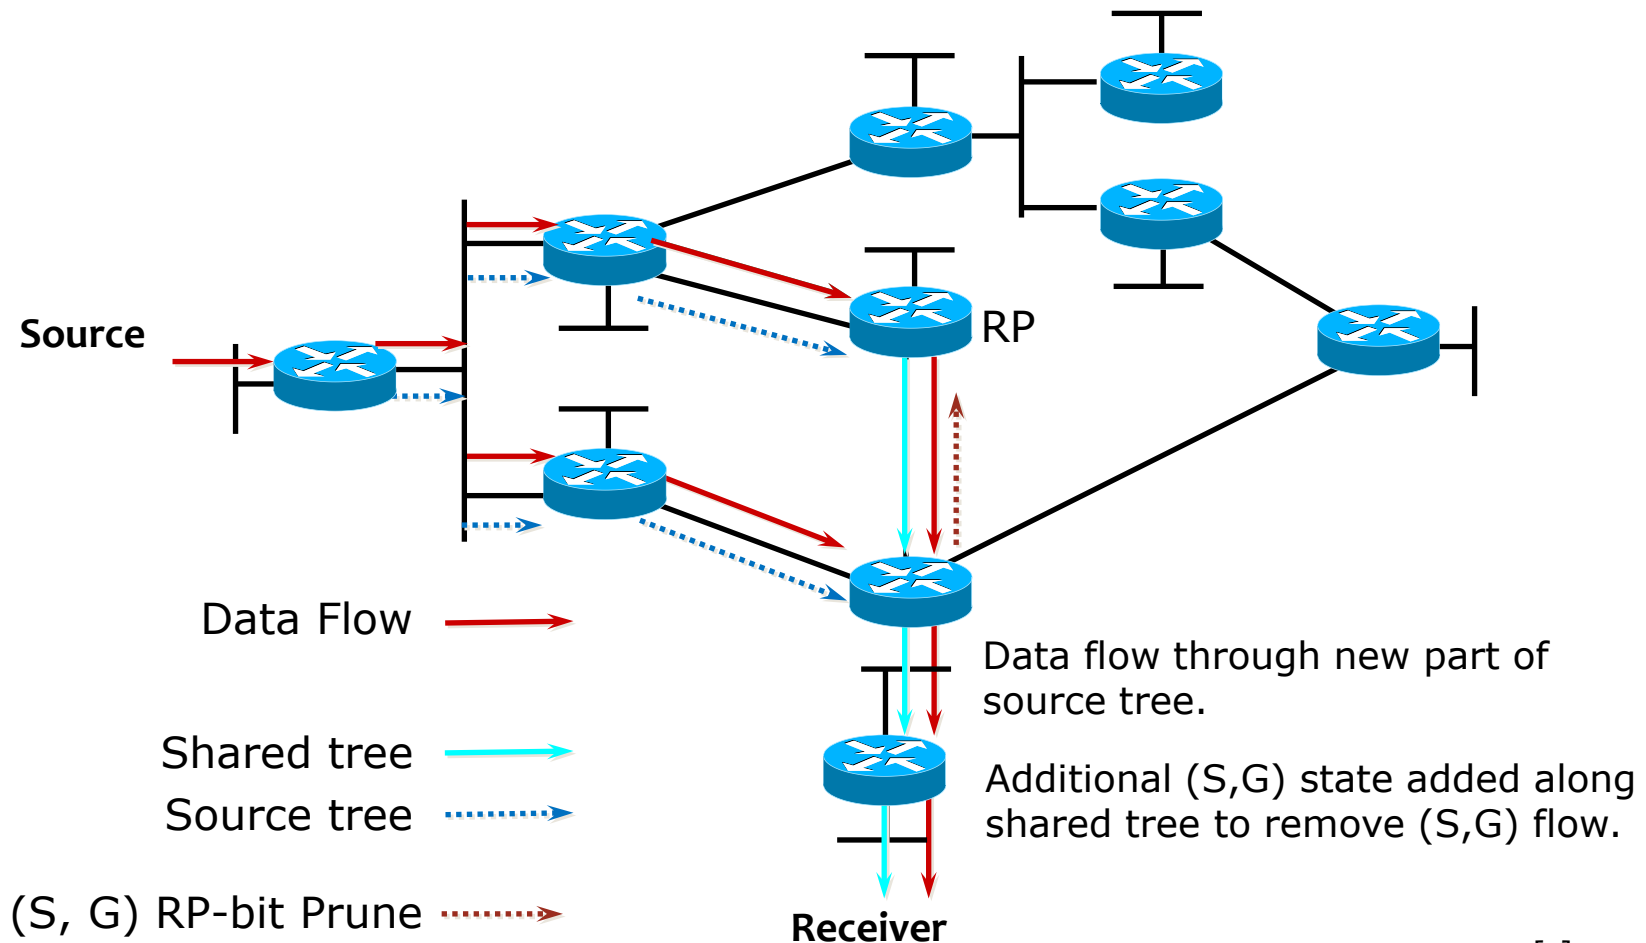 Source
RP
Data Flow
Data flow through new part of
source tree.
Shared tree
Additional (S,G) state added along
shared tree to remove (S,G) flow.
Source tree
(S, G) RP-bit Prune
Receiver